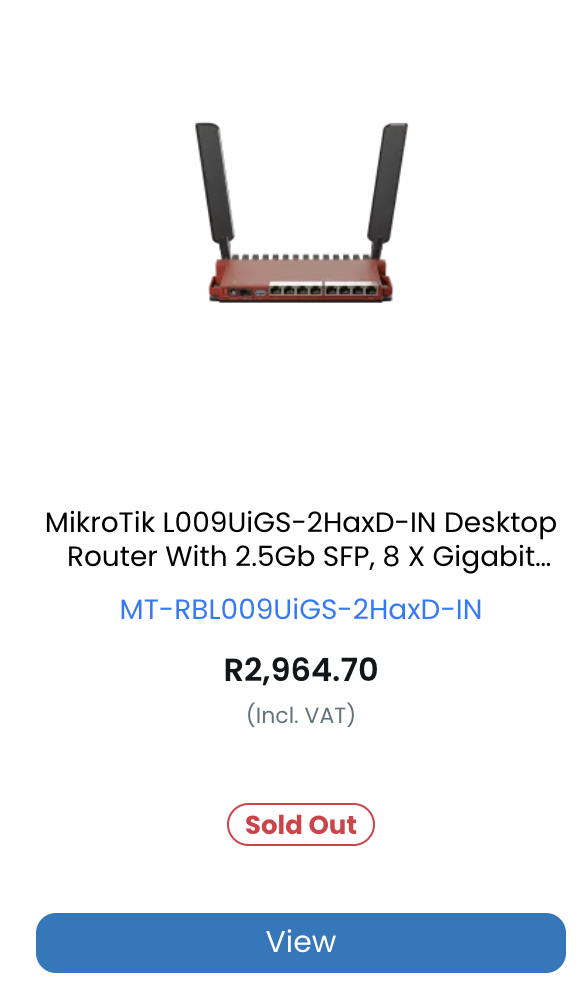 MikroTik L009UiGS-2HaxD-IN Desktop
Router With 2.5Gb SFP, 8 X Gigabit...
MT-RBL009UiGS-2HaxD-IN
R2,964.70
(Incl. VAT)
Sold Out
View